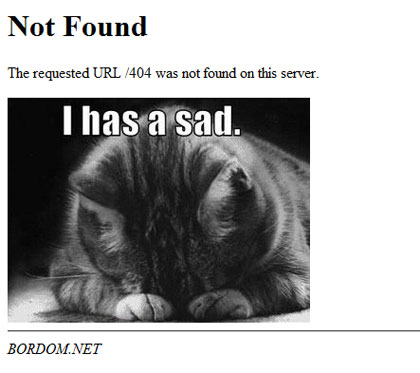 Not Found
The requested URL /404 was not found on this server.
I has a sad.
BORDOM.NET